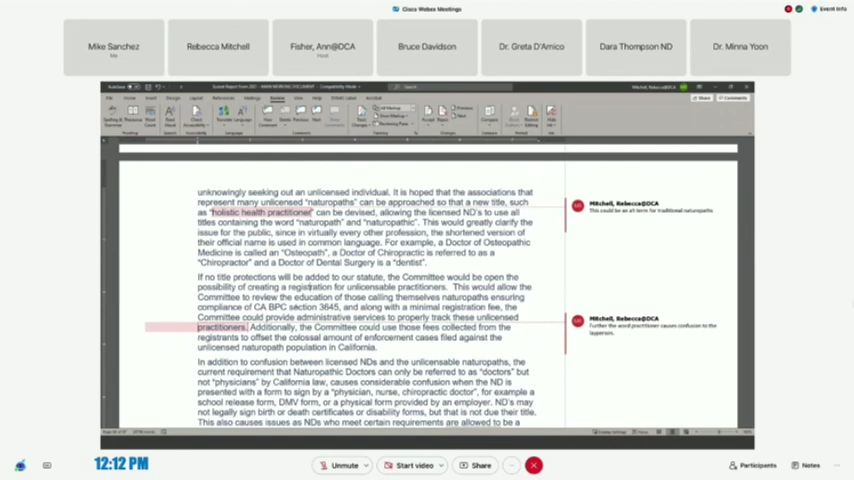 Cisco Webex Meetings
Event Info
Mike Sanchez
Me
Rebecca Mitchell
Fisher, Ann@DCA
Host
Bruce Davidson
Dr. Greta D'Amico
Dara Thompson ND
Dr. Minna Yoon
Mitchell, Rebecca@DCA
Share
Comments
unknowingly seeking out an unlicensed individual. It is hoped that the associations that
represent many unlicensed "naturopaths" can be approached so that a new title, such
as "holistic health practitioner" can be devised, allowing the licensed ND's to use all
titles containing the word "naturopath" and "naturopathic". This would greatly clarify the
issue for the public, since in virtually every other profession, the shortened version of
their official name is used in common language. For example, a Doctor of Osteopathic
Medicine is called an "Osteopath", a Doctor of Chiropractic is referred to as a
"Chiropractor" and a Doctor of Dental Surgery is a "dentist".
If no title protections will be added to our statute, the Committee would be open the
possibility of creating a registration for unlicensable practitioners. This would allow the
Committee to review the education of those calling themselves naturopaths ensuring
compliance of CA BPC section 3645, and along with a minimal registration fee, the
Committee could provide administrative services to properly track these unlicensed
practitioners. Additionally, the Committee could use those fees collected from the
registrants to offset the colossal amount of enforcement cases filed against the
unlicensed naturopath population in California.
In addition to confusion between licensed NDs and the unlicensable naturopaths, the
current requirement that Naturopathic Doctors can only be referred to as "doctors" but
not "physicians" by California law, causes considerable confusion when the ND is
presented with a form to sign by a "physician, nurse, chiropractic doctor", for example a
school release form, DMV form, or a physical form provided by an employer. ND's may
not legally sign birth or death certificates or disability forms, but that is not due their title.
This also causes issues as NDs who meet certain requirements are allowed to be a
Mitchell, Rebecca@DCA
This could be an alt term for traditional naturopaths
Mitchell, Rebecca@DCA
Further the word practitioner causes confusion to the
layperson.
12:12 PM
Unmute
Start video
Share
Participants
Notes